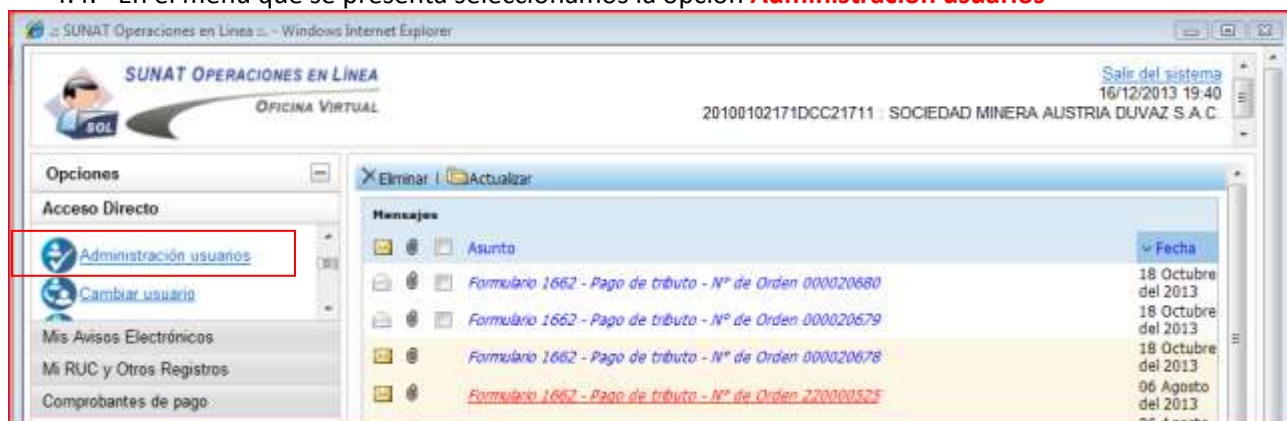 En el menú que se presenta seleccionamos la opción Administración usuarios
.: SUNAT Operaciones en Linea :. - Windows Internet Explorer
SUNAT OPERACIONES EN LÍNEA
OFICINA VIRTUAL
SOL
Salir del sistema
16/12/2013 19:40
20100102171DCC21711 : SOCIEDAD MINERA AUSTRIA DUVAZ S.A.C.
Opciones
Acceso Directo
Administración usuarios
Cambiar usuario
Mis Avisos Electrónicos
Mi RUC y Otros Registros
Comprobantes de pago
Eliminar | Actualizar
Mensajes
Asunto Fecha
Formulario 1662 - Pago de tributo - Nº de Orden 000020680 18 Octubre del 2013
Formulario 1662 - Pago de tributo - Nº de Orden 000020679 18 Octubre del 2013
Formulario 1662 - Pago de tributo - Nº de Orden 000020678 18 Octubre del 2013
Formulario 1662 - Pago de tributo - Nº de Orden 220000525 06 Agosto del 2013